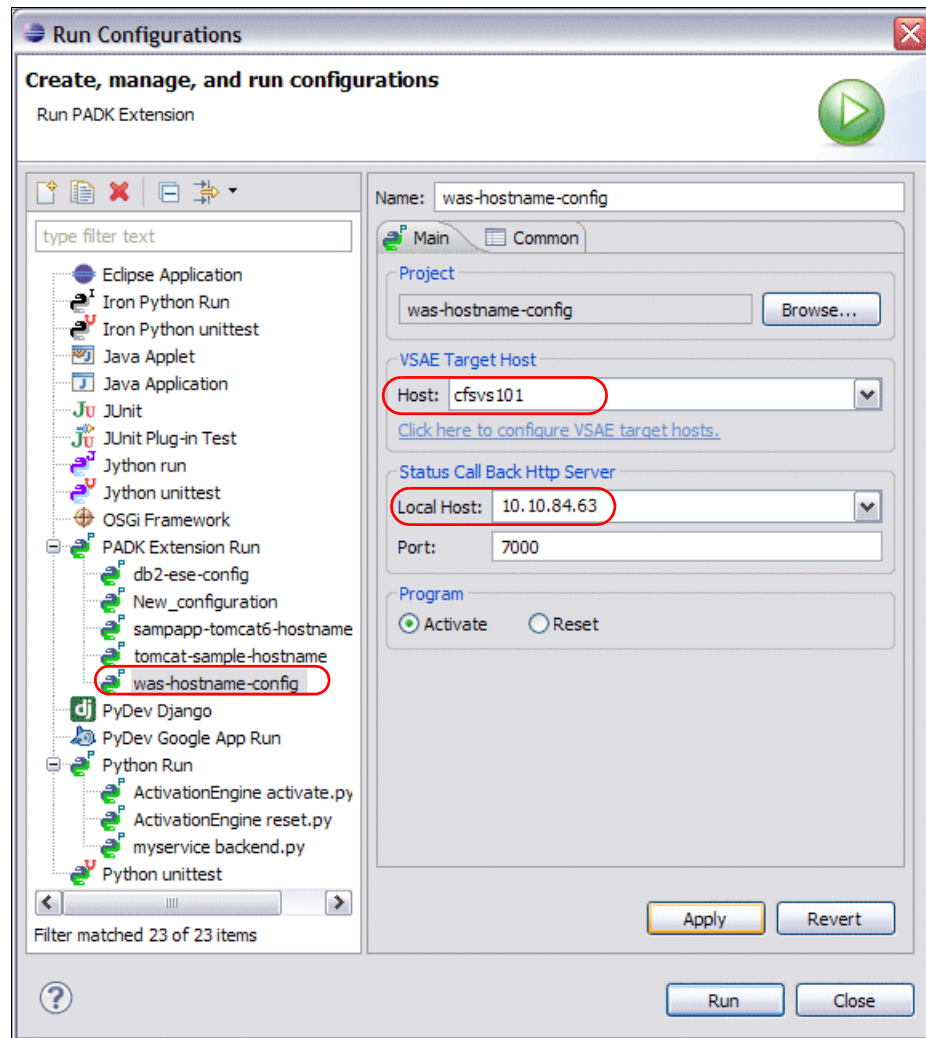 Run Configurations
Create, manage, and run configurations
Run PADK Extension
type filter text
Eclipse Application
Iron Python Run
Iron Python unittest
Java Applet
Java Application
JUnit
JUnit Plug-in Test
Jython run
Jython unittest
OSGi Framework
PADK Extension Run
db2-ese-config
New_configuration
sampapp-tomcat6-hostname
tomcat-sample-hostname
was-hostname-config
PyDev Django
PyDev Google App Run
Python Run
ActivationEngine activate.py
ActivationEngine reset.py
myservice backend.py
Python unittest
Filter matched 23 of 23 items
Name: was-hostname-config
Main Common
Project
was-hostname-config Browse...
VSAE Target Host
Host: cfsvs101
Click here to configure VSAE target hosts.
Status Call Back Http Server
Local Host: 10.10.84.63
Port: 7000
Program
Activate Reset
Apply Revert
Run Close